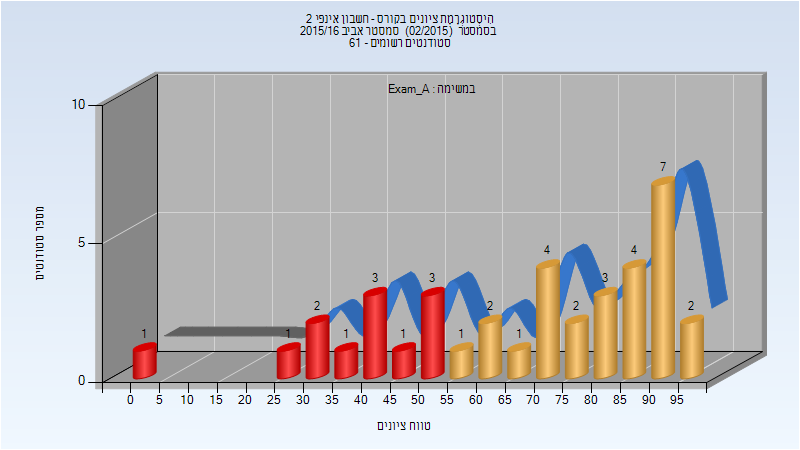 היסטוגרמת ציונים בקורס - חשבון אינפי 2
בסמסטר (02/2015) סמסטר אביב 2015/16
סטודנטים רשומים - 61
במשימה : Exam_A
מספר סטודנטים
10
5
0
1 1 2 1 3 1 3 1 2 1 4 2 3 4 7 2
0 5 10 15 20 25 30 35 40 45 50 55 60 65 70 75 80 85 90 95
טווח ציונים